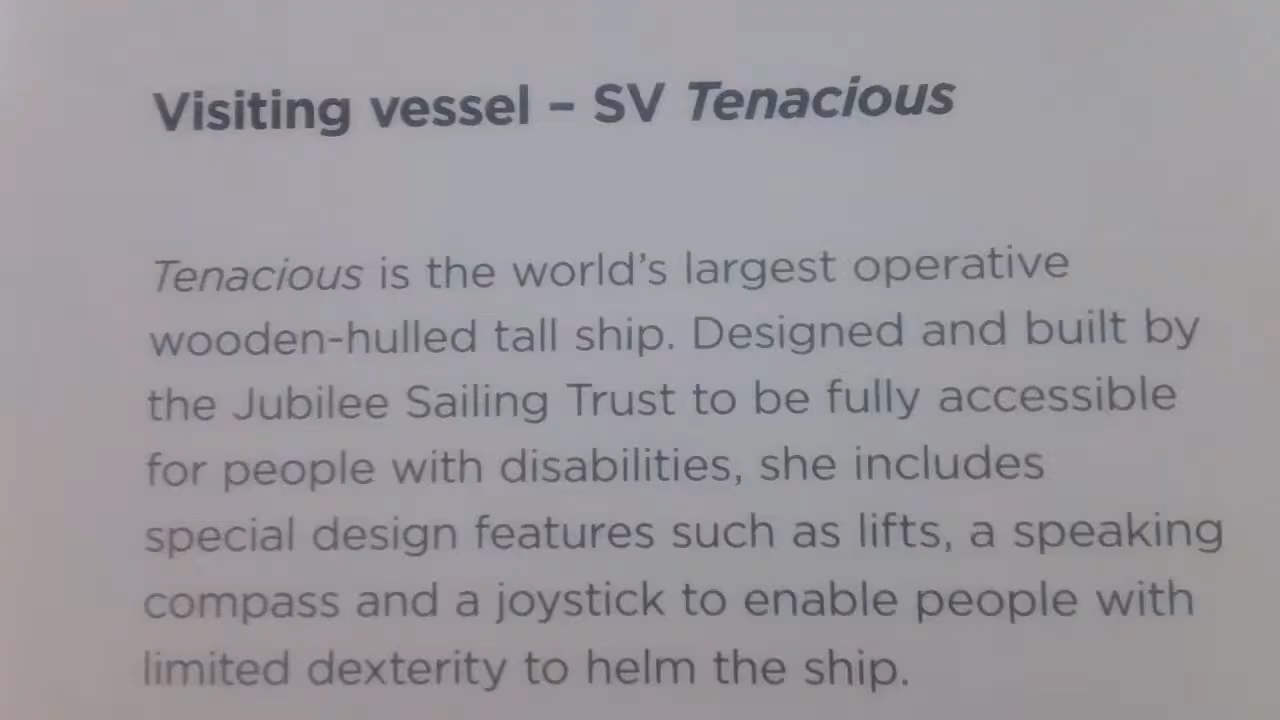 Visiting vessel – SV Tenacious
Tenacious is the world's largest operative
wooden-hulled tall ship. Designed and built by
the Jubilee Sailing Trust to be fully accessible
for people with disabilities, she includes
special design features such as lifts, a speaking
compass and a joystick to enable people with
limited dexterity to helm the ship.